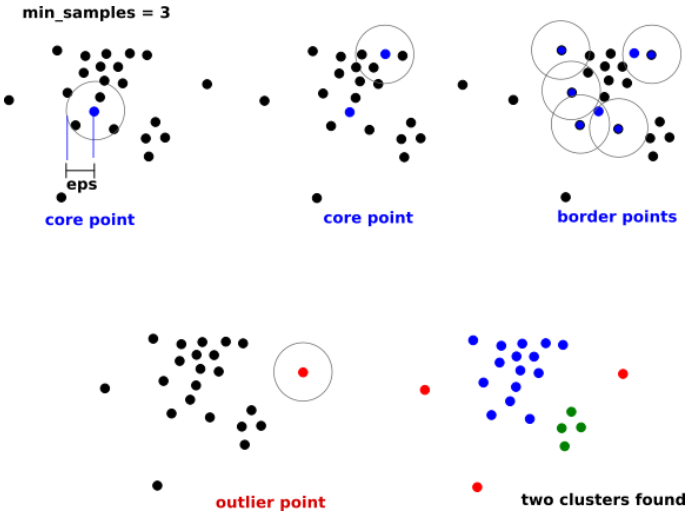 min_samples = 3
eps
core point
core point
border points
outlier point
two clusters found